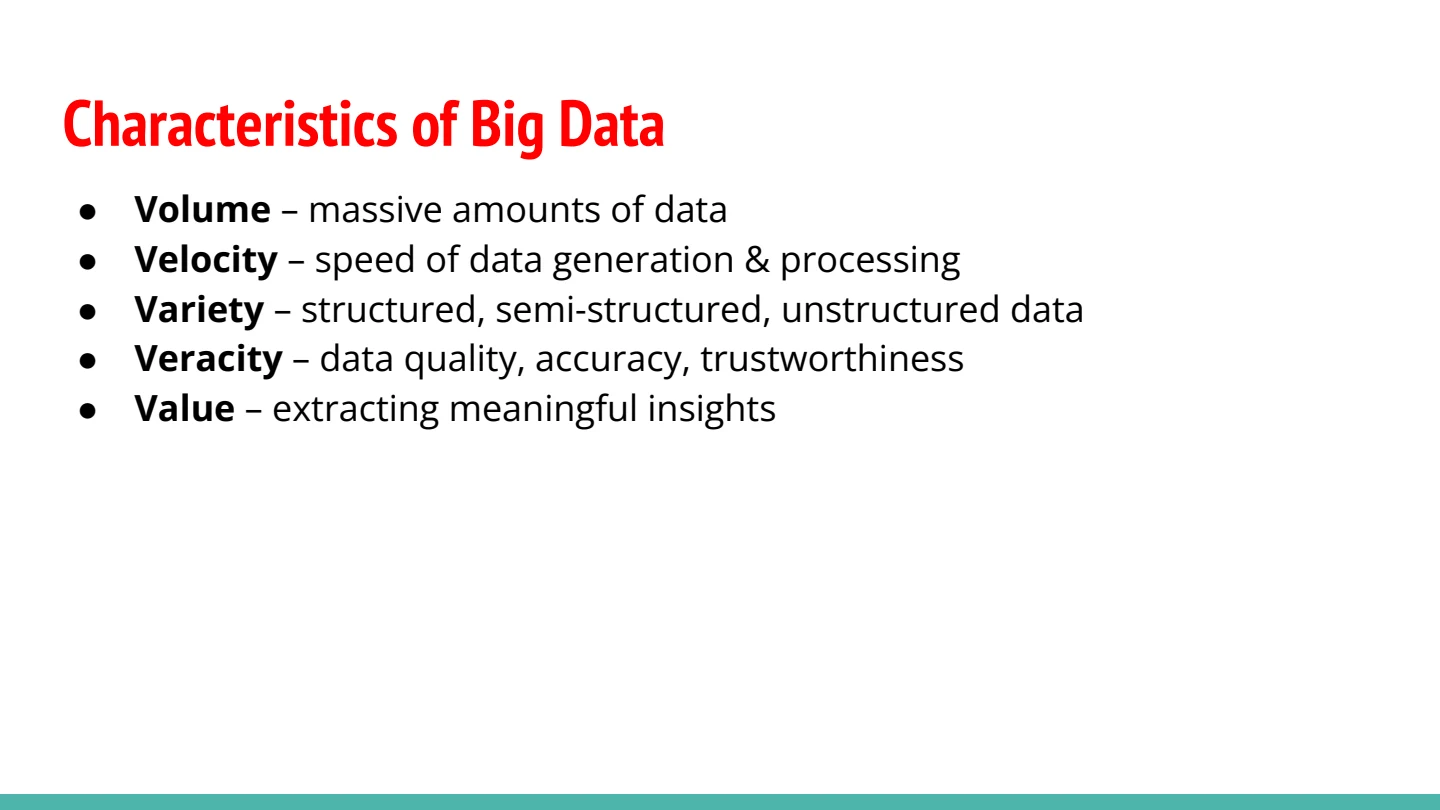 Characteristics of Big Data
● Volume – massive amounts of data
● Velocity – speed of data generation & processing
● Variety – structured, semi-structured, unstructured data
● Veracity – data quality, accuracy, trustworthiness
● Value – extracting meaningful insights